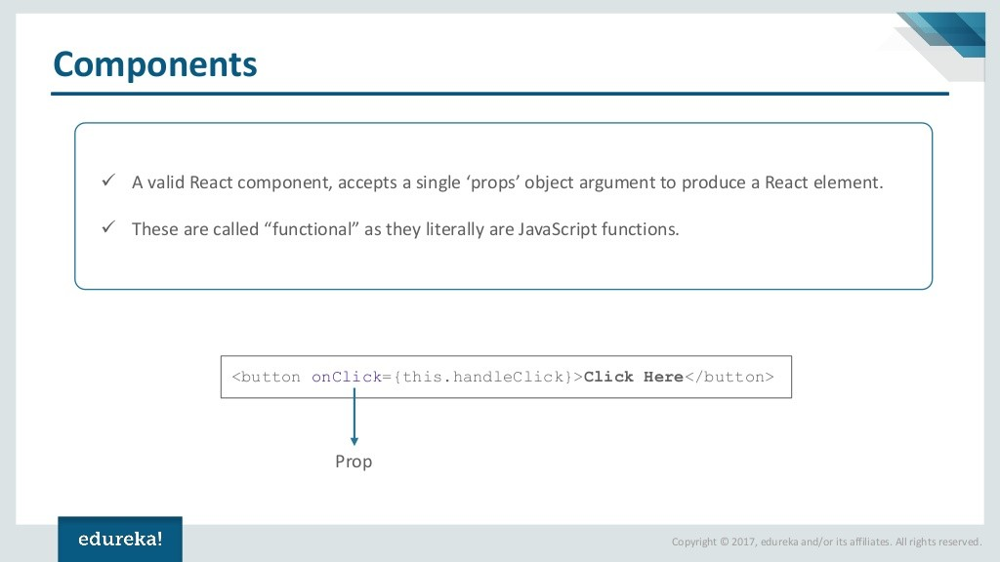 Components
✓ A valid React component, accepts a single ‘props’ object argument to produce a React element.
✓ These are called “functional” as they literally are JavaScript functions.
<button onClick={this.handleClick}>Click Here</button>
Prop
edureka!
Copyright © 2017, edureka and/or its affiliates. All rights reserved.